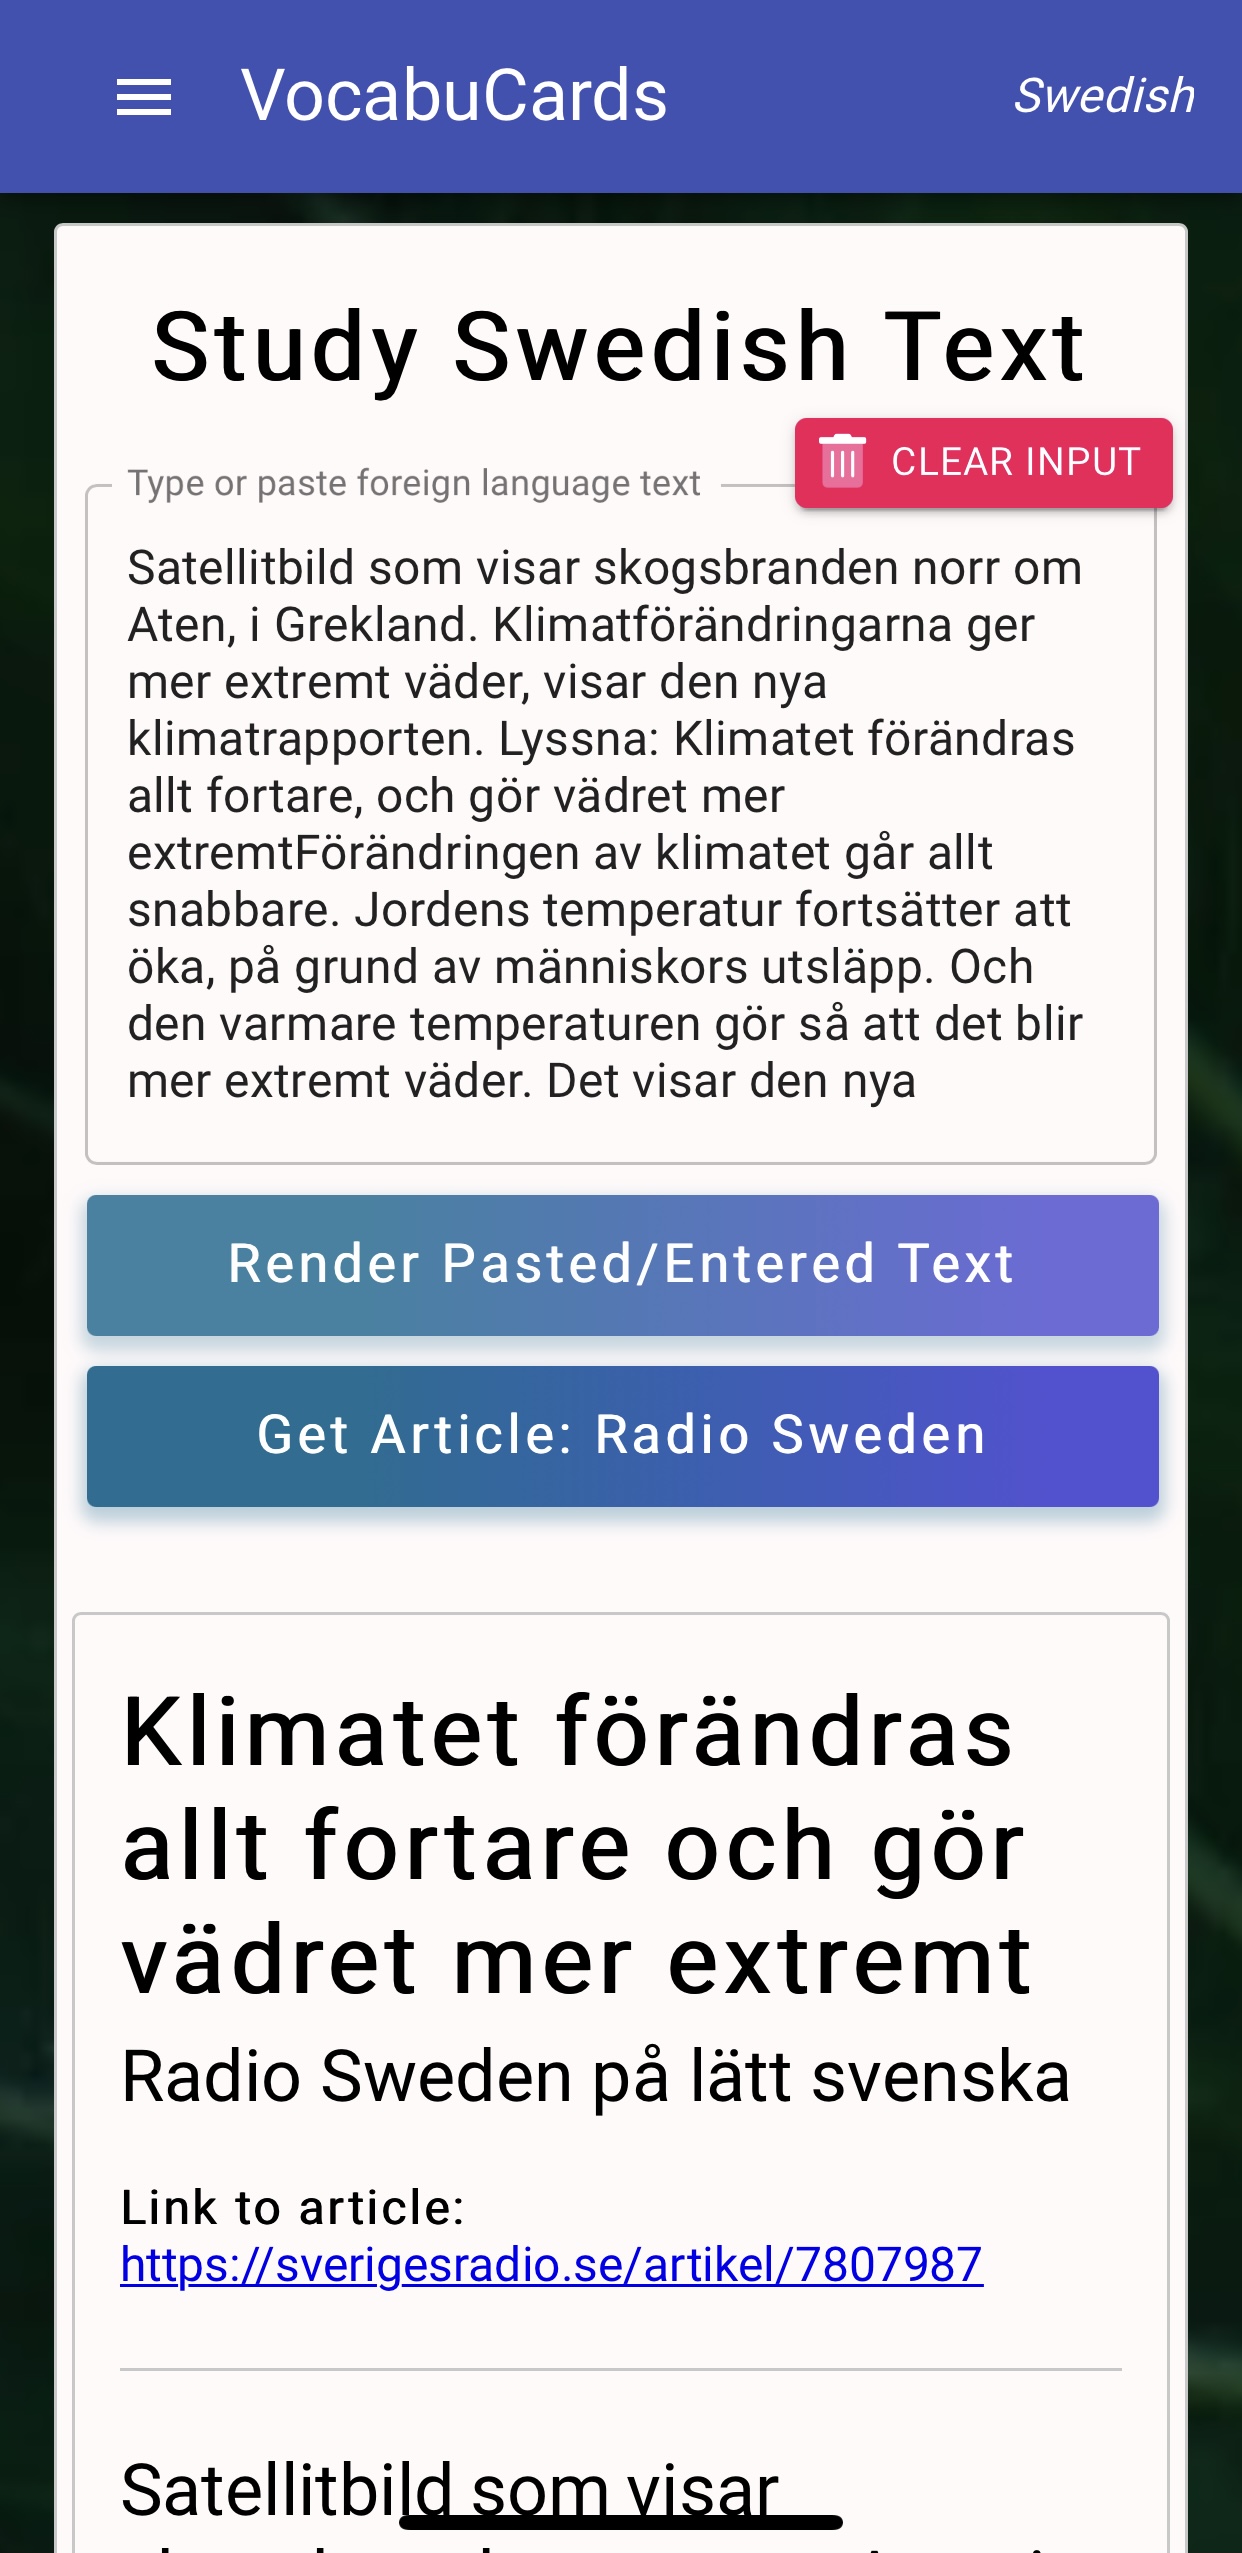 VocabuCards
Swedish
Study Swedish Text
CLEAR INPUT
Type or paste foreign language text
Satellitbild som visar skogsbranden norr om
Aten, i Grekland. Klimatförändringarna ger
mer extremt väder, visar den nya
klimatrapporten. Lyssna: Klimatet förändras
allt fortare, och gör vädret mer
extremtFörändringen av klimatet går allt
snabbare. Jordens temperatur fortsätter att
öka, på grund av människors utsläpp. Och
den varmare temperaturen gör så att det blir
mer extremt väder. Det visar den nya
Render Pasted/Entered Text
Get Article: Radio Sweden
Klimatet förändras
allt fortare och gör
vädret mer extremt
Radio Sweden på lätt svenska
Link to article:
https://sverigesradio.se/artikel/7807987
Satellitbild som visar